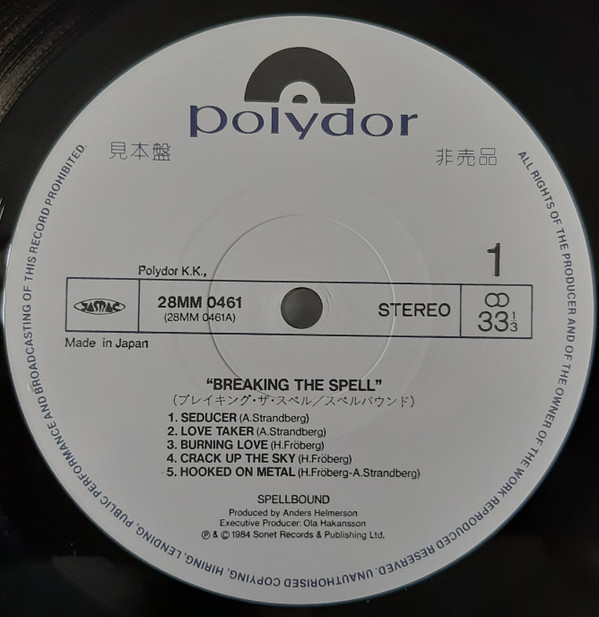 polydor
見本盤
非売品
1
Polydor K.K.,
JASRAC
28MM 0461
(28MM 0461A)
STEREO
33 1/3
Made in Japan
"BREAKING THE SPELL"
(ブレイキング・ザ・スペル／スペルバウンド)
1. SEDUCER (A.Strandberg)
2. LOVE TAKER (A.Strandberg)
3. BURNING LOVE (H.Fröberg)
4. CRACK UP THE SKY (H.Fröberg)
5. HOOKED ON METAL (H.Fröberg-A.Strandberg)
SPELLBOUND
Produced by Anders Helmerson
Executive Producer: Ola Hakansson
℗ & © 1984 Sonet Records & Publishing Ltd.
ALL RIGHTS OF THE PRODUCER AND OF THE OWNER OF THE WORK REPRODUCED RESERVED. UNAUTHORISED COPYING, HIRING, LENDING, PUBLIC PERFORMANCE AND BROADCASTING OF THIS RECORD PROHIBITED.